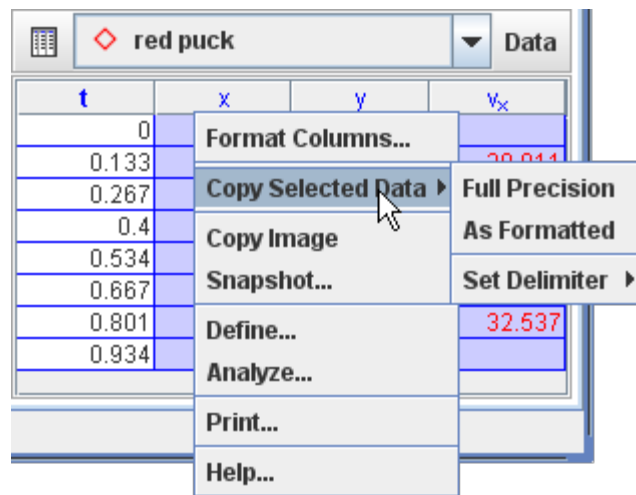 red puck Data
t x y vx
0
0.133
0.267
0.4
0.534
0.667
0.801 32.537
0.934
Format Columns...
Copy Selected Data
Copy Image
Snapshot...
Define...
Analyze...
Print...
Help...
Full Precision
As Formatted
Set Delimiter